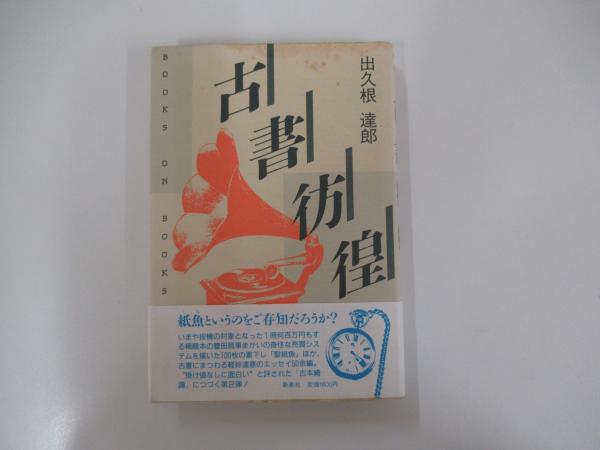 BOOKS ON BOOKS
出久根 達郎
古書彷徨
紙魚というのをご存知だろうか?
いまや投機の対象となった1冊何百万円もす
る稀覯本の豊田商事まがいの奇怪な売買シス
テムを描いた100枚の書下し「聖紙魚」ほか、
古書にまつわる軽妙達意のエッセイ50余編。
"掛け値なしに面白い"と評された「古本綺
譚」につづく第2弾!
新泉社 定価1600円